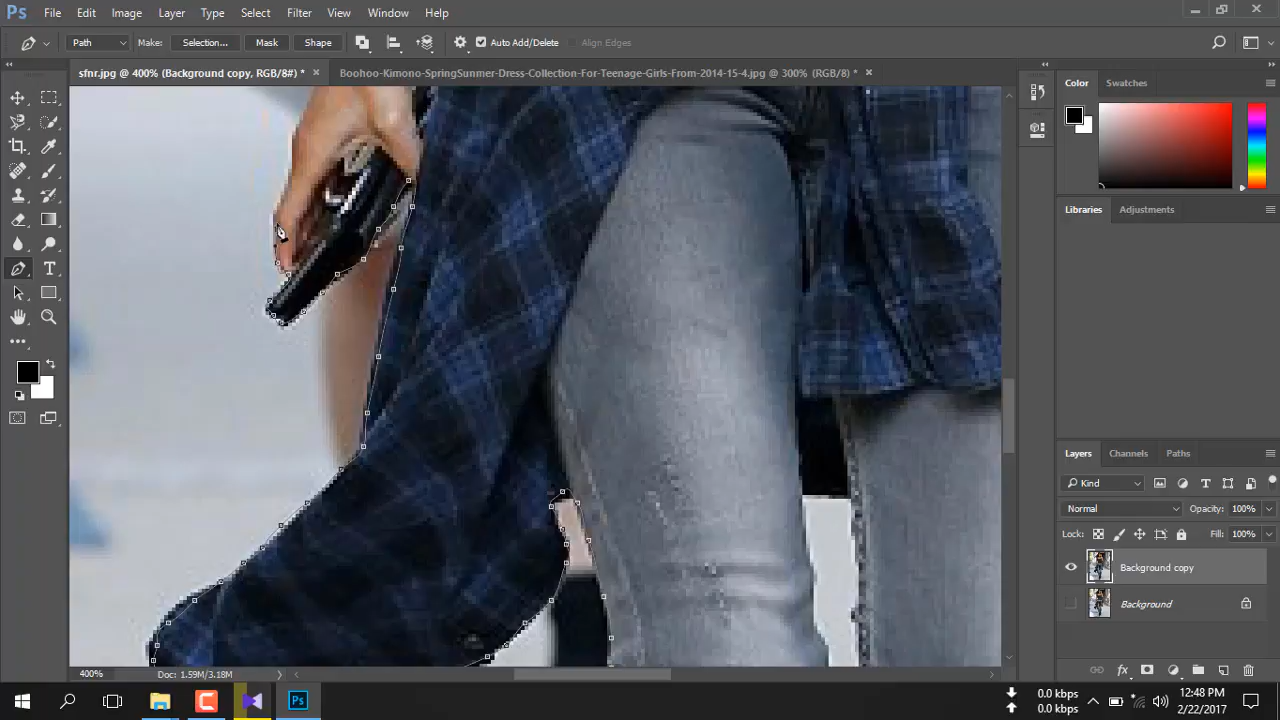 Ps File Edit Image Layer Type Select Filter 3D View Window Help
Path Make: Selection... Mask Shape Auto Add/Delete Align Edges
sfnr.jpg @ 400% (Background copy, RGB/8#) * × Boohoo-Kimono-SpringSummer-Dress-Collection-For-Teenage-Girls-From-2014-15-4.jpg @ 300% (RGB/8) * ×
Color Swatches
Libraries Adjustments
Layers Channels Paths
Kind
Normal Opacity: 100%
Lock: Fill: 100%
Background copy
Background
400% Doc: 1.59M/3.18M
Ps 0.0 kbps 12:48 PM
0.0 kbps 2/22/2017